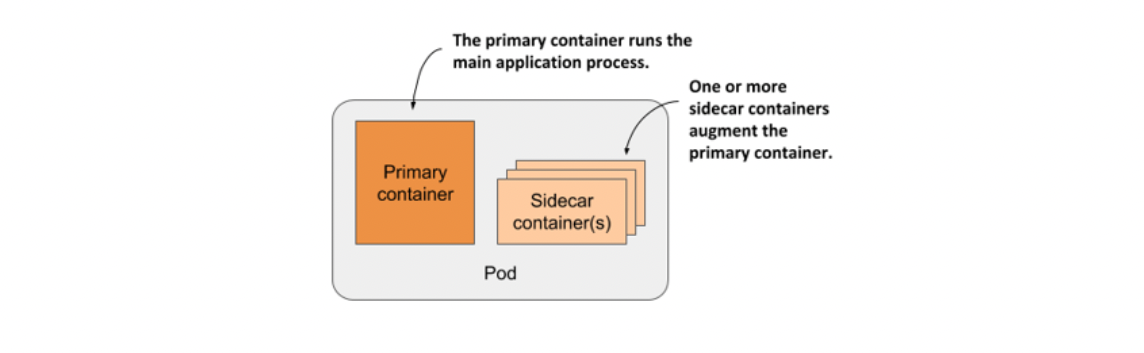 The primary container runs the
main application process.
One or more
sidecar containers
augment the
primary container.
Primary
container
Sidecar
container(s)
Pod